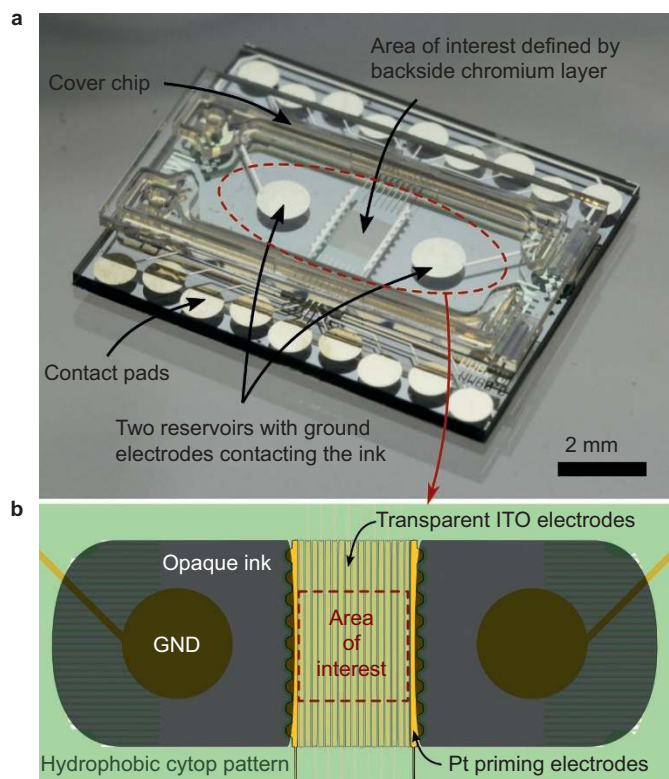 a
Area of interest defined by
backside chromium layer
Cover chip
Contact pads
Two reservoirs with ground
electrodes contacting the ink
2 mm
b
Transparent ITO electrodes
Opaque ink
Area
of
interest
GND
Hydrophobic cytop pattern
Pt priming electrodes